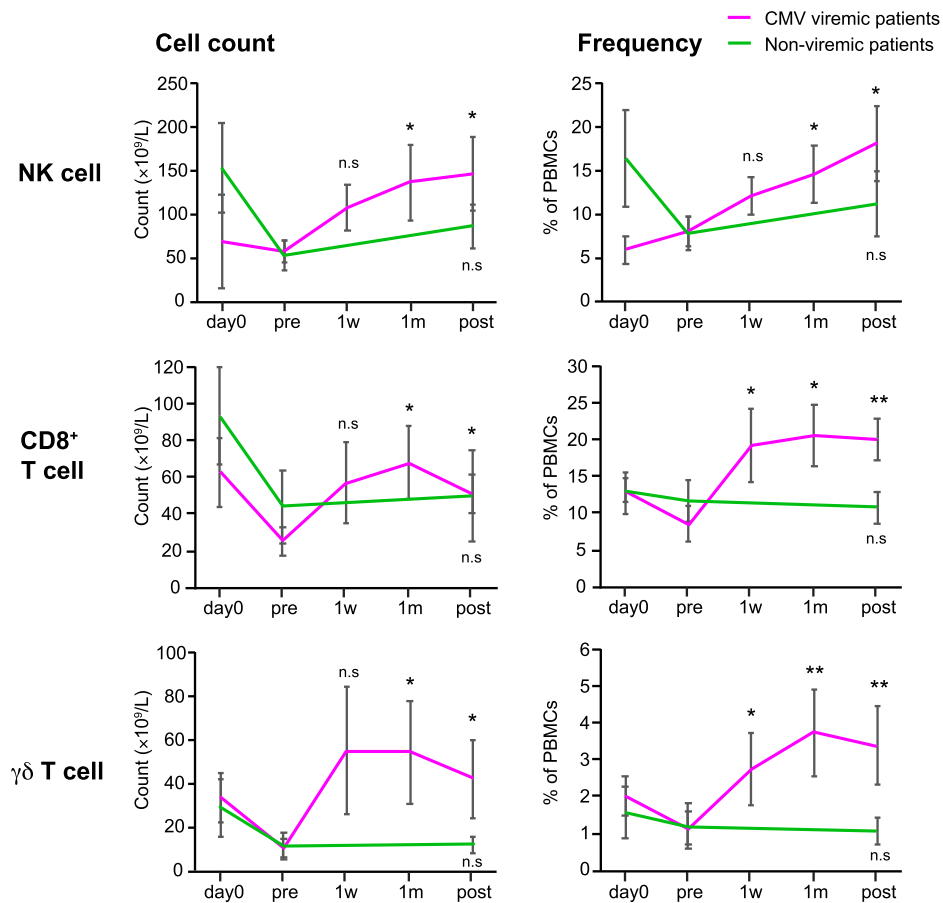 CMV viremic patients
Non-viremic patients
Cell count
Frequency
NK cell
Count (×10⁹/L)
250
200
150
100
50
0
n.s
*
*
n.s
day0 pre 1w 1m post
% of PBMCs
25
20
15
10
5
0
n.s
*
*
n.s
day0 pre 1w 1m post
CD8⁺
T cell
Count (×10⁹/L)
120
100
80
60
40
20
0
n.s
*
*
n.s
day0 pre 1w 1m post
% of PBMCs
30
25
20
15
10
5
0
*
*
**
n.s
day0 pre 1w 1m post
γδ T cell
Count (×10⁹/L)
100
80
60
40
20
0
n.s
*
*
n.s
day0 pre 1w 1m post
% of PBMCs
6
5
4
3
2
1
0
*
**
**
n.s
day0 pre 1w 1m post